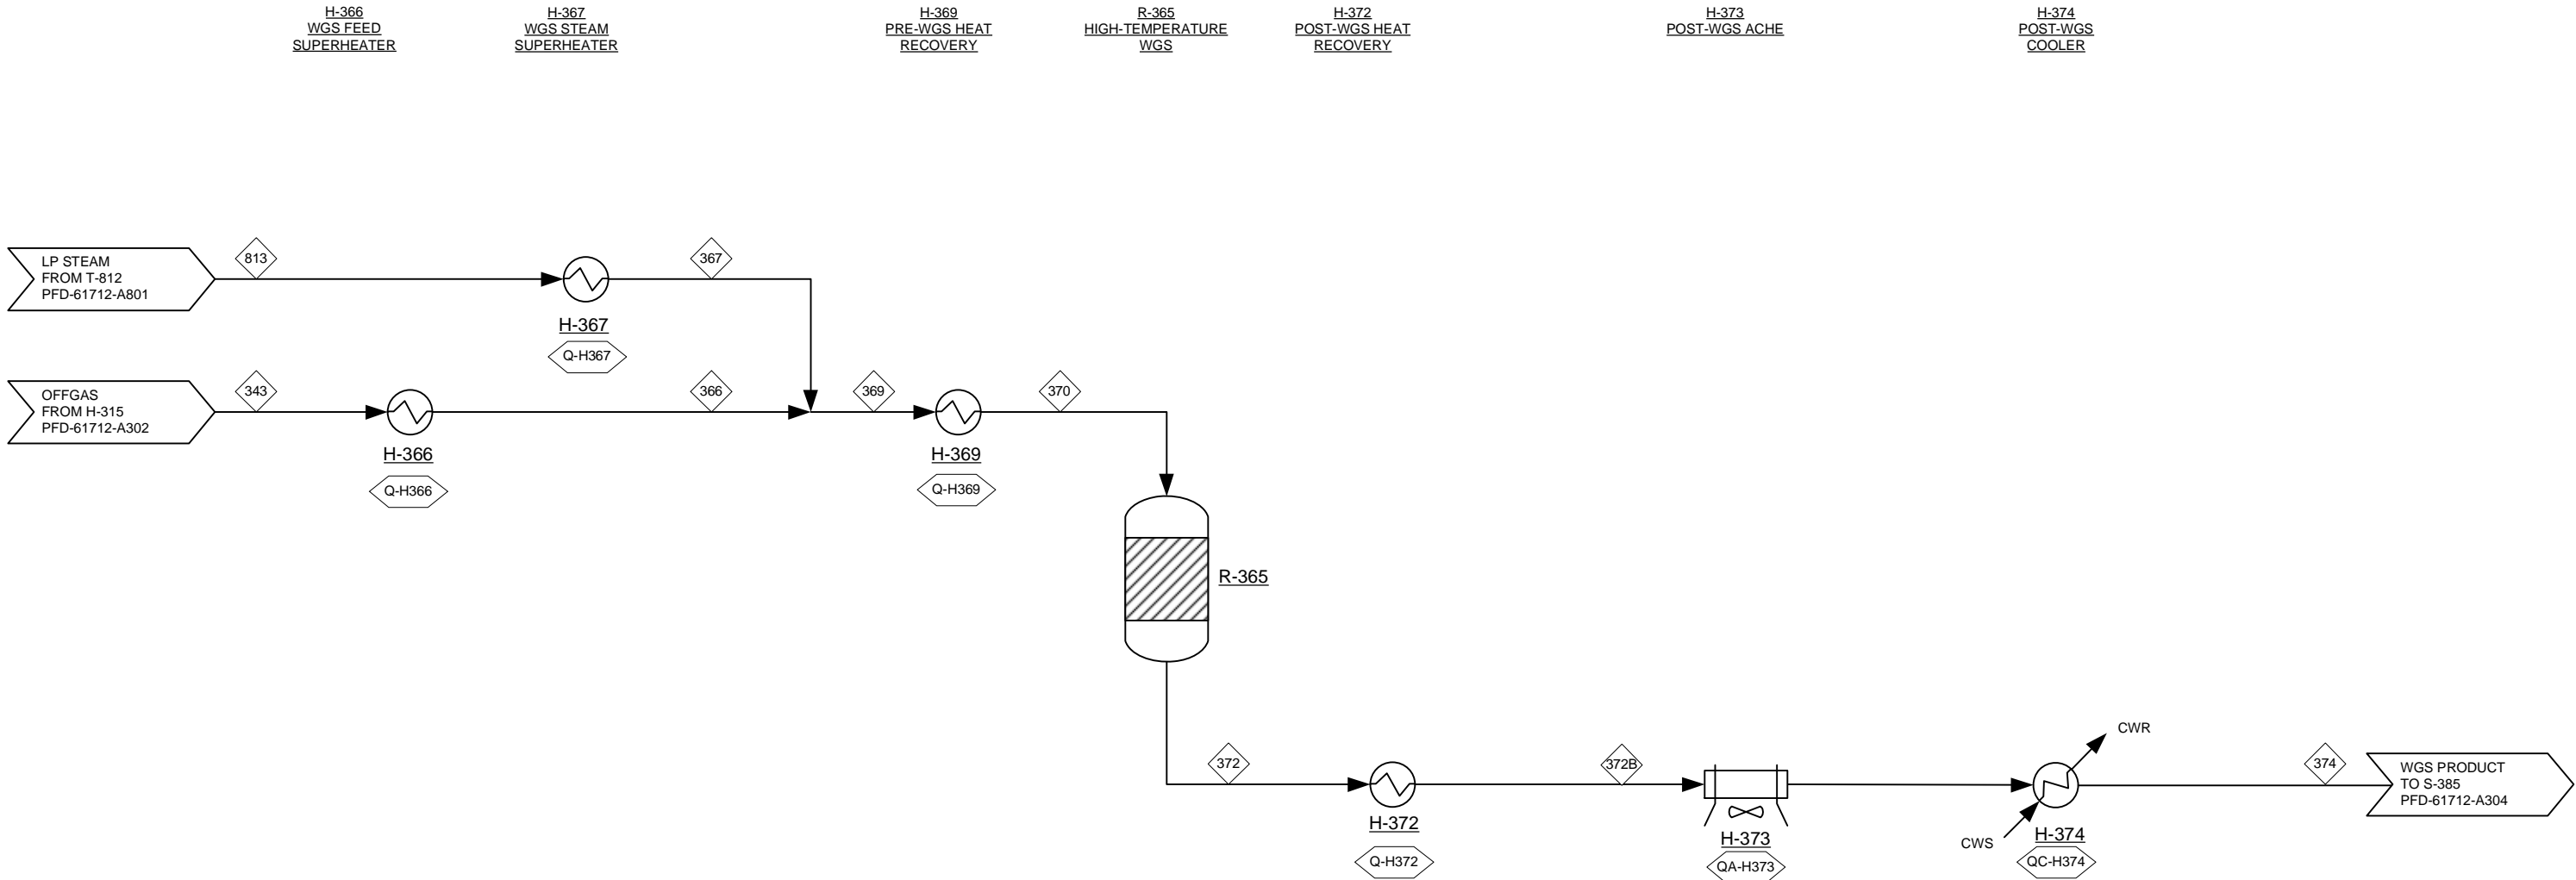 H-366
WGS FEED
SUPERHEATER
H-367
WGS STEAM
SUPERHEATER
H-369
PRE-WGS HEAT
RECOVERY
R-365
HIGH-TEMPERATURE
WGS
H-372
POST-WGS HEAT
RECOVERY
H-373
POST-WGS ACHE
H-374
POST-WGS
COOLER
LP STEAM
FROM T-812
PFD-61712-A801
813
367
H-367
Q-H367
OFFGAS
FROM H-315
PFD-61712-A302
343
366
369
370
H-366
Q-H366
H-369
Q-H369
R-365
372
372B
CWR
374
WGS PRODUCT
TO S-385
PFD-61712-A304
H-372
Q-H372
H-373
QA-H373
CWS
H-374
QC-H374